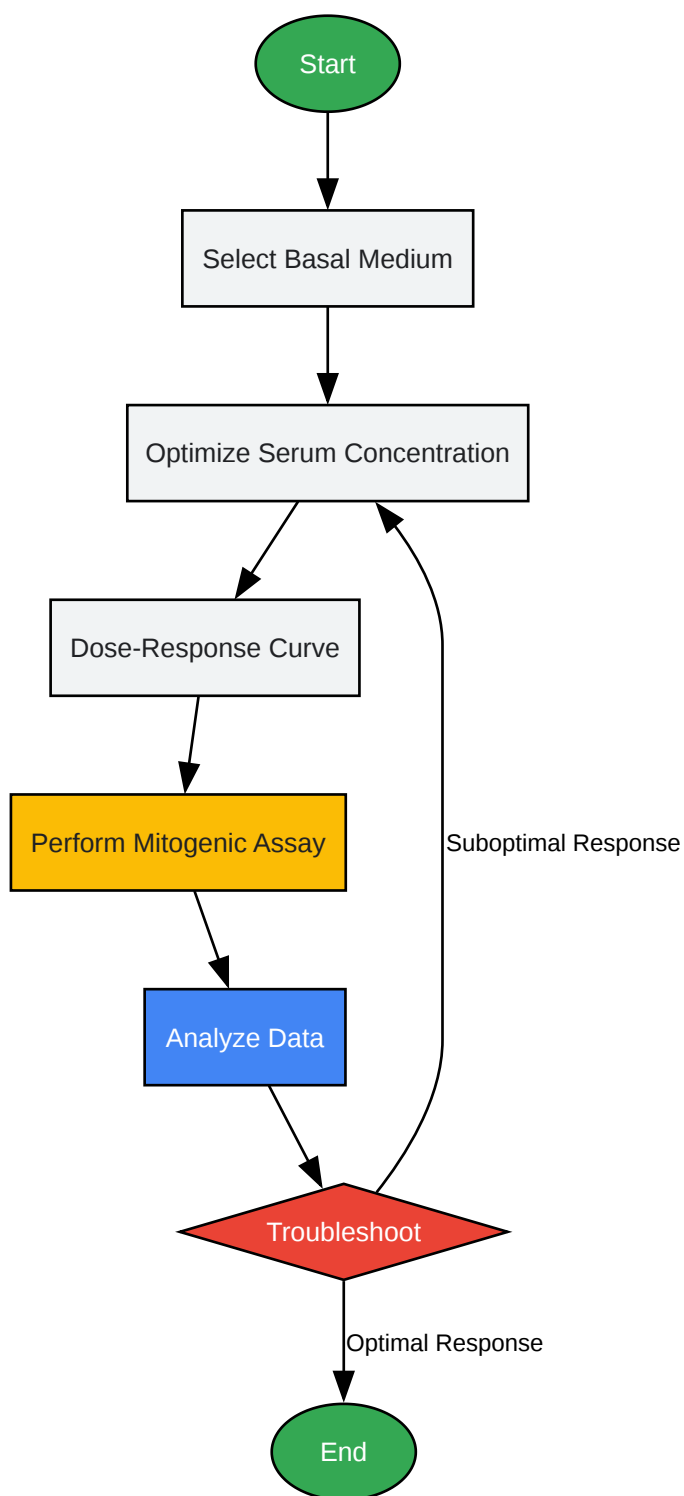 Start
Select Basal Medium
Optimize Serum Concentration
Dose-Response Curve
Perform Mitogenic Assay
Suboptimal Response
Analyze Data
Troubleshoot
Optimal Response
End